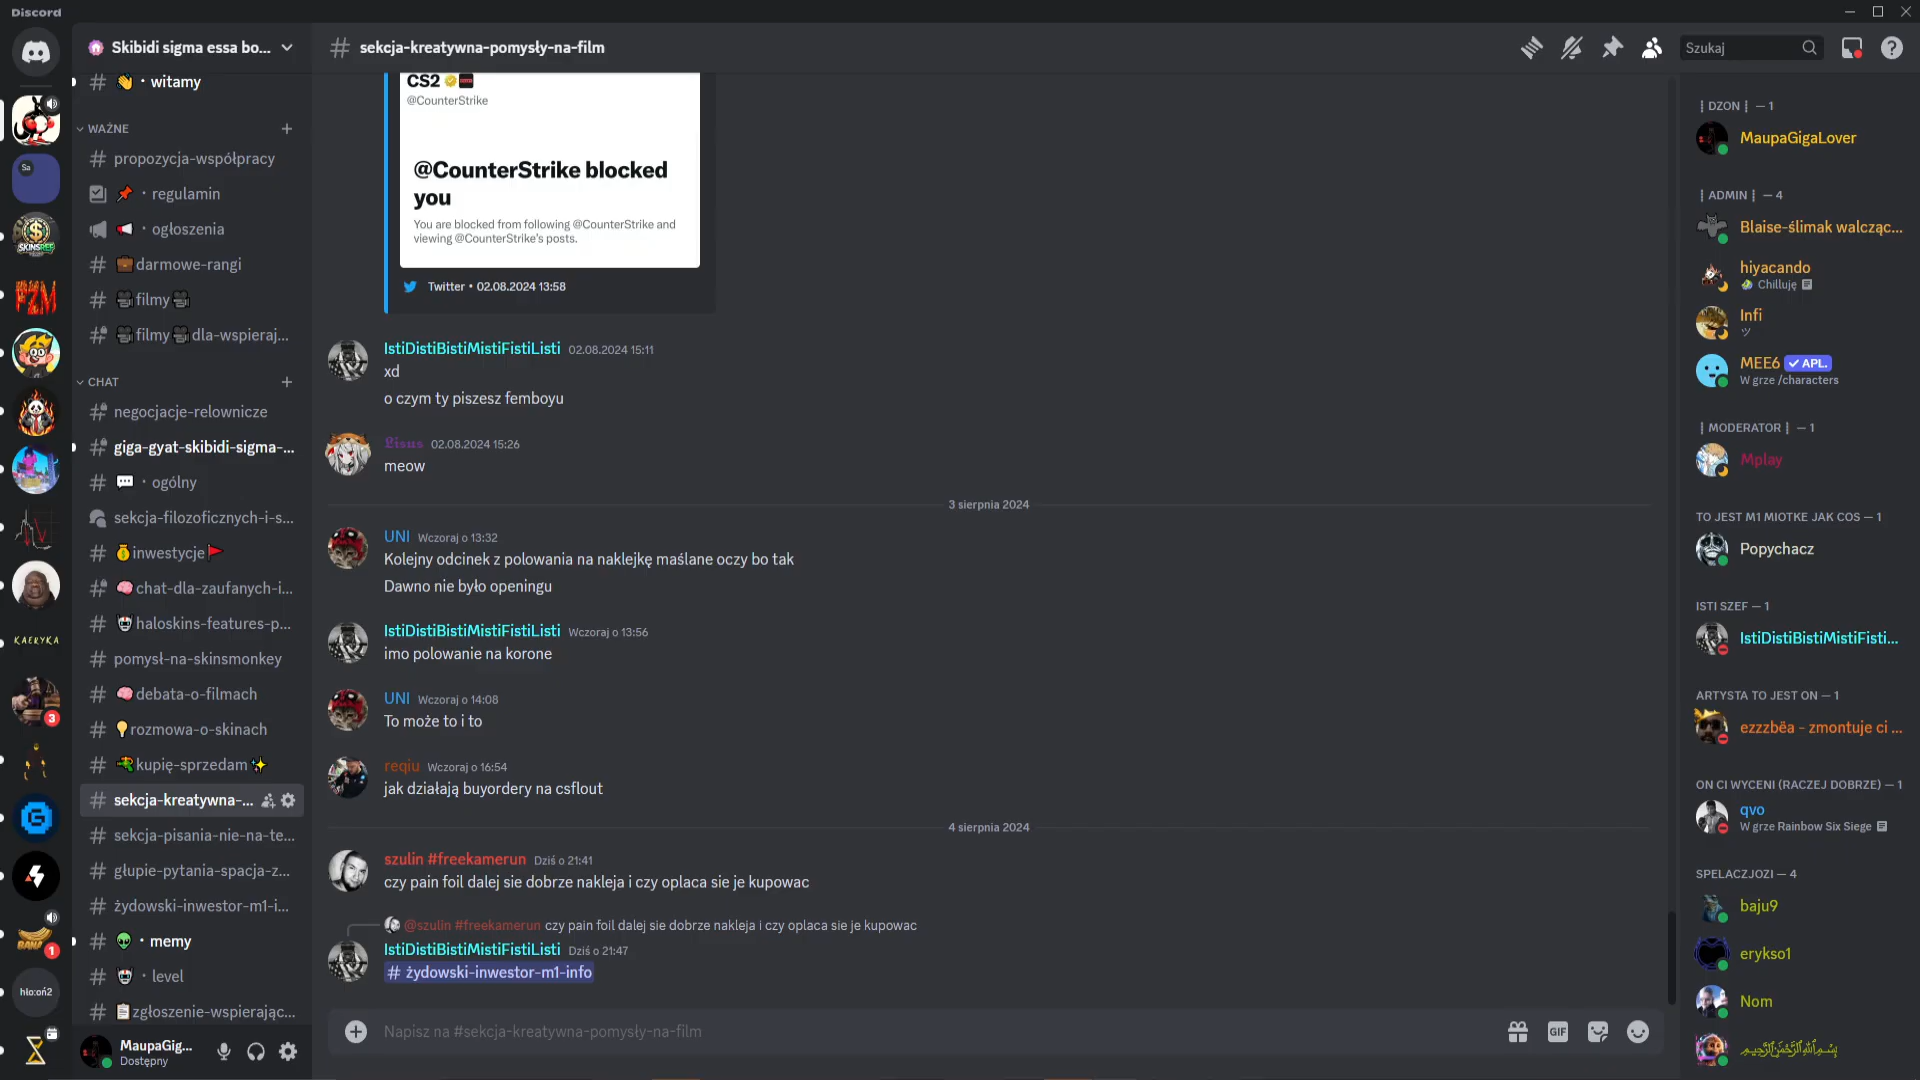 Discord
Skibidi sigma essa bo...
witamy
WAŻNE
propozycja-współpracy
regulamin
ogłoszenia
darmowe-rangi
filmy
filmy dla-wspieraj...
CHAT
negocjacje-relownicze
giga-gyat-skibidi-sigma-...
ogólny
sekcja-filozoficznych-i-s...
inwestycje
chat-dla-zaufanych-i...
haloskins-features-p...
pomysł-na-skinsmonkey
debata-o-filmach
rozmowa-o-skinach
kupię-sprzedam
sekcja-kreatywna-...
sekcja-pisania-nie-na-te...
głupie-pytania-spacja-z...
żydowski-inwestor-m1-i...
memy
level
zgłoszenie-wspierając...
MaupaGig...
Dostępny
Sa
SKINSREF
FZM
KAERYKA
3
BANA
1
hlo:oń2
# sekcja-kreatywna-pomysły-na-film
Szukaj
CS2
@CounterStrike
@CounterStrike blocked
you
You are blocked from following @CounterStrike and
viewing @CounterStrike's posts.
Twitter • 02.08.2024 13:58
IstiDistiBistiMistiFistiListi 02.08.2024 15:11
xd
o czym ty piszesz femboyu
𝕷𝖎𝖘𝖚𝖘 02.08.2024 15:26
meow
3 sierpnia 2024
UNI Wczoraj o 13:32
Kolejny odcinek z polowania na naklejkę maślane oczy bo tak
Dawno nie było openingu
IstiDistiBistiMistiFistiListi Wczoraj o 13:56
imo polowanie na korone
UNI Wczoraj o 14:08
To może to i to
reqiu Wczoraj o 16:54
jak działają buyordery na csflout
4 sierpnia 2024
szulin #freekamerun Dziś o 21:41
czy pain foil dalej sie dobrze nakleja i czy oplaca sie je kupowac
@szulin #freekamerun czy pain foil dalej sie dobrze nakleja i czy oplaca sie je kupowac
IstiDistiBistiMistiFistiListi Dziś o 21:47
# żydowski-inwestor-m1-info
Napisz na #sekcja-kreatywna-pomysły-na-film
GIF
┆ DZON ┆ — 1
MaupaGigaLover
┆ ADMIN ┆ — 4
Blaise-ślimak walcząc...
hiyacando
Chilluję
Infi
ツ
MEE6 ✓ APL.
W grze /characters
┆ MODERATOR ┆ — 1
Mplay
TO JEST M1 MIOTKE JAK COS — 1
Popychacz
ISTI SZEF — 1
IstiDistiBistiMistiFisti...
ARTYSTA TO JEST ON — 1
ezzzbëa - zmontuje ci ...
ON CI WYCENI (RACZEJ DOBRZE) — 1
qvo
W grze Rainbow Six Siege
SPELACZJOZI — 4
baju9
erykso1
Nom
﷽